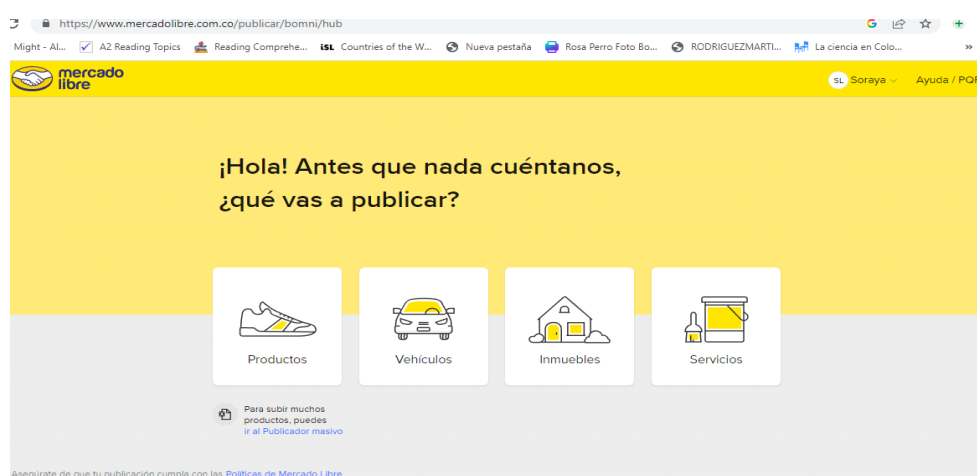 https://www.mercadolibre.com.co/publicar/bomni/hub
G
Might - Al... A2 Reading Topics Reading Comprehe... iSL Countries of the W... Nueva pestaña Rosa Perro Foto Bo... RODRIGUEZMARTI... La ciencia en Colo... »
mercado
libre
SL Soraya Ayuda / PQR
¡Hola! Antes que nada cuéntanos,
¿qué vas a publicar?
Productos Vehículos Inmuebles Servicios
Para subir muchos
productos, puedes
ir al Publicador masivo
Asegúrate de que tu publicación cumpla con las Políticas de Mercado Libre